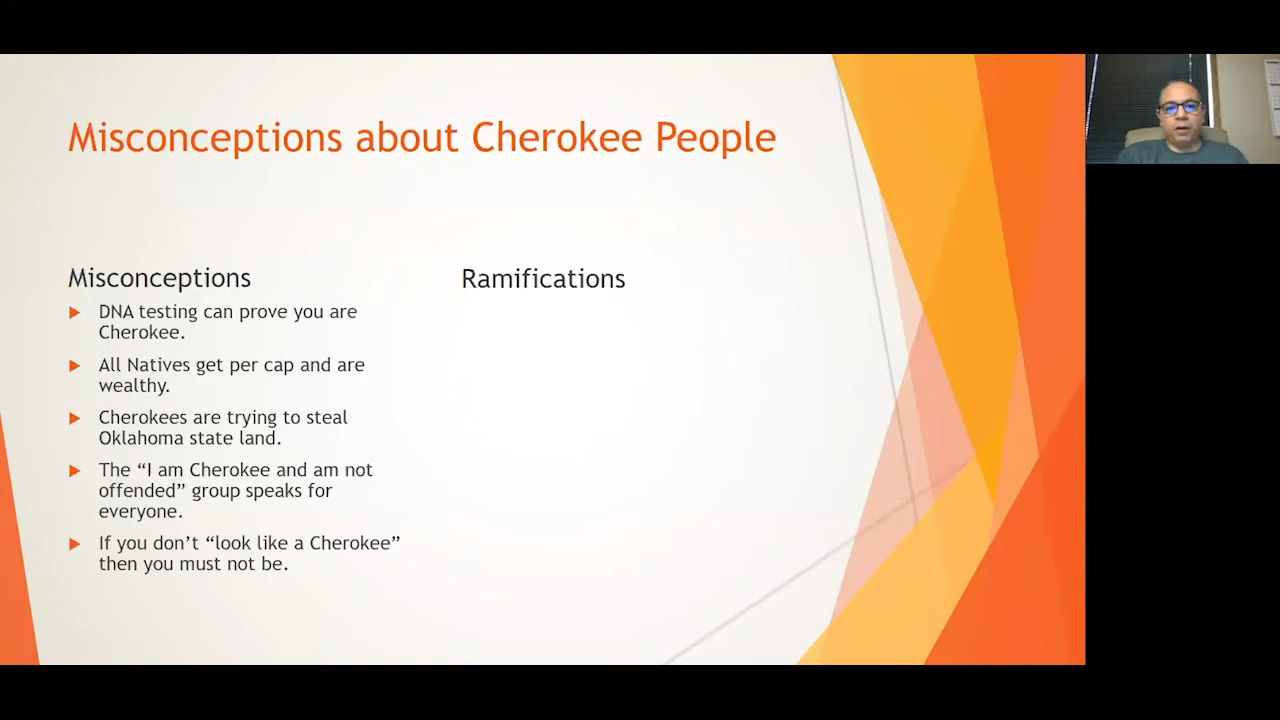 Misconceptions about Cherokee People
Misconceptions
DNA testing can prove you are
Cherokee.
All Natives get per cap and are
wealthy.
Cherokees are trying to steal
Oklahoma state land.
The “I am Cherokee and am not
offended” group speaks for
everyone.
If you don’t “look like a Cherokee”
then you must not be.
Ramifications